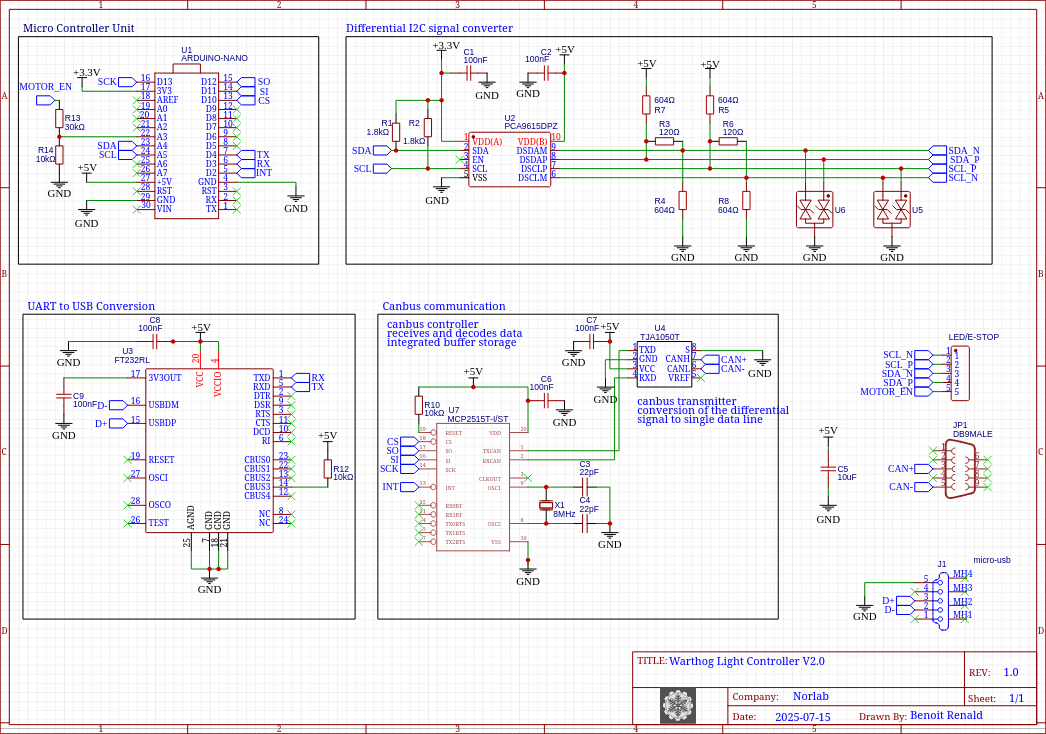 1 2 3 4 5
A B C D
Micro Controller Unit
U1
ARDUINO-NANO
+3.3V
MOTOR_EN
R13
30kΩ
R14
10kΩ
GND
+5V
GND
SCK
SDA
SCL
16 D13
17 3V3
18 AREF
19 A0
20 A1
21 A2
22 A3
23 A4
24 A5
25 A6
26 A7
27 +5V
28 RST
29 GND
30 VIN
D12 15 SO
D11 14 SI
D10 13 CS
D9 12
D8 11
D7 10
D6 9
D5 8
D4 7 TX
D3 6 RX
D2 5 INT
GND 4
RST 3
RX 2
TX 1
GND
Differential I2C signal converter
+3.3V
C1
100nF
GND
C2
100nF
+5V
GND
R1
1.8kΩ
R2
1.8kΩ
U2
PCA9615DPZ
SDA
SCL
1 VDD(A)
2 SDA
3 EN
4 SCL
5 VSS
VDD(B) 10
DSDAM 9
DSDAP 8
DSCLP 7
DSCLM 6
GND
+5V
604Ω
R7
R3
120Ω
+5V
604Ω
R5
R6
120Ω
R4
604Ω
R8
604Ω
GND
GND
U6
GND
U5
GND
SDA_N
SDA_P
SCL_P
SCL_N
UART to USB Conversion
C8
100nF
+5V
GND
U3
FT232RL
C9
100nF
GND
D-
D+
20 VCC
4 VCCIO
17 3V3OUT
16 USBDM
15 USBDP
19 RESET
27 OSCI
28 OSCO
26 TEST
TXD 1 RX
RXD 5 TX
DTR 2
DSR 9
RTS 3
CTS 11
DCD 10
RI 6
CBUS0 23
CBUS1 22
CBUS2 13
CBUS3 14
CBUS4 12
NC 8
NC 24
AGND 25
GND 7
GND 18
GND 21
GND
+5V
R12
10kΩ
Canbus communication
canbus controller
receives and decodes data
integrated buffer storage
+5V
R10
10kΩ
U7
MCP2515T-I/ST
CS
SO
SI
SCK
INT
19 RESET
18 CS
17 SO
16 SI
14 SCK
13 INT
RX0BF
RX1BF
TX0RTS
TX1RTS
TX2RTS
VDD 20
TXCAN 1
RXCAN 2
CLKOUT 3
OSC1
OSC2 8
VSS 10
C6
100nF
GND
C3
22pF
C4
22pF
X1
8MHz
GND
GND
C7
100nF
+5V
GND
GND
U4
TJA1050T
1 TXD
2 GND
3 VCC
4 RXD
S 8
CANH 7 CAN+
CANL 6 CAN-
VREF 5
GND
canbus transmitter
conversion of the differential
signal to single data line
LED/E-STOP
SCL_N 1 1
SCL_P 2 2
SDA_N 3 3
SDA_P 4 4
MOTOR_EN 5 5
+5V
C5
10uF
GND
JP1
DB9MALE
CAN+
CAN-
J1
micro-usb
GND
D+
D-
5
4
3
2
1
MH4
MH3
MH2
MH1
TITLE: Warthog Light Controller V2.0
REV: 1.0
Company: Norlab
Sheet: 1/1
Date: 2025-07-15
Drawn By: Benoit Renald
1 2 3 4 5